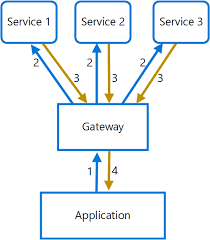 Service 1 Service 2 Service 3
2 3 2 3 2 3
Gateway
1 4
Application